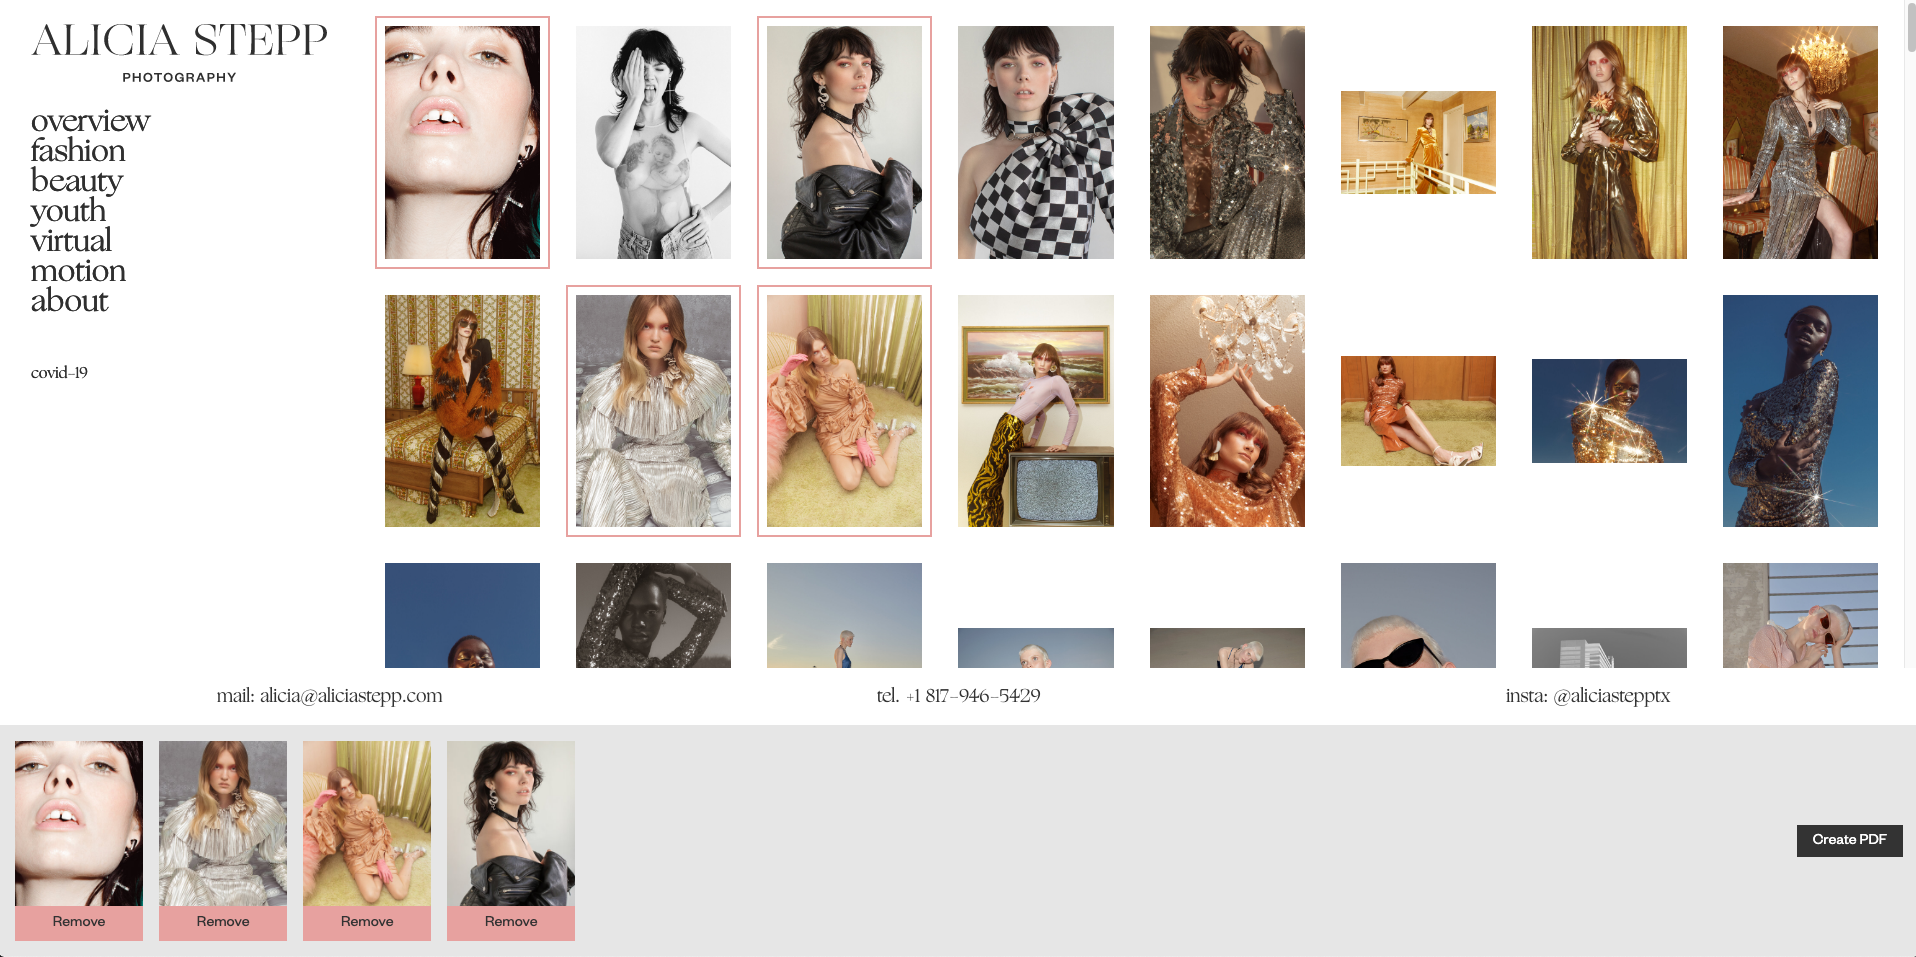 ALICIA STEPP
PHOTOGRAPHY
overview
fashion
beauty
youth
virtual
motion
about
covid-19
mail: alicia@aliciastepp.com
tel. +1 817-946-5429
insta: @aliciastepptx
Create PDF
Remove
Remove
Remove
Remove